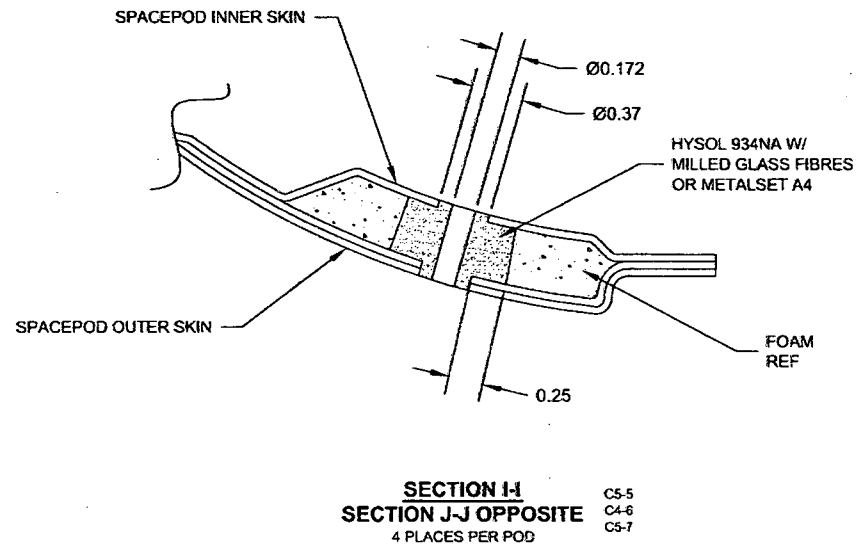 SPACEPOD INNER SKIN
Ø0.172
Ø0.37
HYSOL 934NA W/
MILLED GLASS FIBRES
OR METALSET A4
SPACEPOD OUTER SKIN
FOAM
REF
0.25
SECTION I-I
SECTION J-J OPPOSITE
4 PLACES PER POD
C5-5
C4-6
C5-7